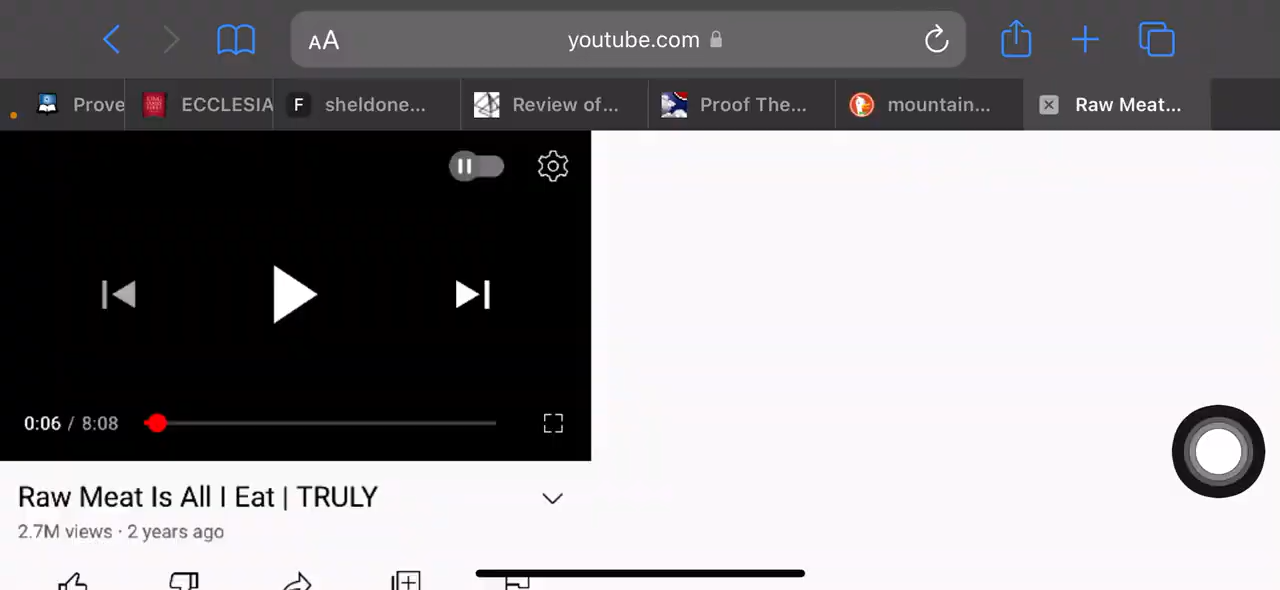 AA youtube.com
Prove ECCLESIA F sheldone... Review of... Proof The... mountain... Raw Meat...
0:06 / 8:08
Raw Meat Is All I Eat | TRULY
2.7M views · 2 years ago